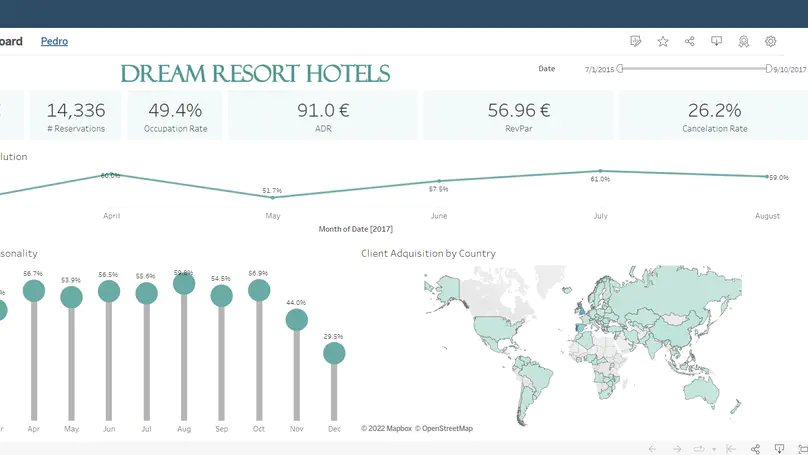 oard Pedro
DREAM RESORT HOTELS
Date 7/1/2015 9/10/2017
€ 14,336 49.4% 91.0 € 56.96 € 26.2%
# Reservations Occupation Rate ADR RevPar Cancelation Rate
lution
60.0% 51.7% 57.5% 61.0% 59.0%
April May June July August
Month of Date [2017]
sonality
% 56.7% 53.9% 56.5% 55.6% 59.8% 54.5% 56.9% 44.0% 29.5%
r Apr May Jun Jul Aug Sep Oct Nov Dec
Client Adquisition by Country
© 2022 Mapbox © OpenStreetMap